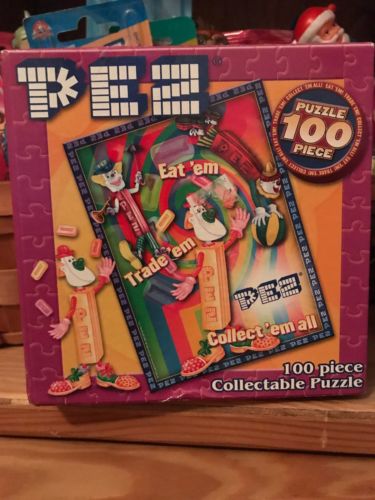 PEZ
PUZZLE
100
PIECE
Eat 'em
Trade 'em
PEZ
Collect 'em all
100 piece
Collectable Puzzle